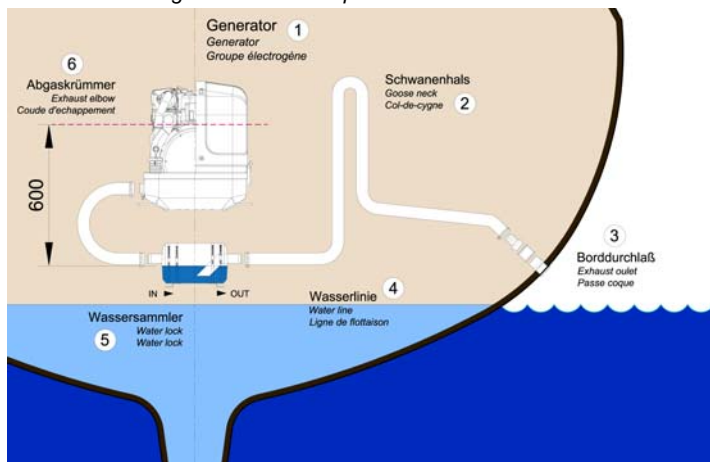 Generator
1
Generator
Groupe électrogène
6
Abgaskrümmer
Exhaust elbow
Coude d'echappement
Schwanenhals
Goose neck
Col-de-cygne
2
600
3
Borddurchlaß
Exhaust oulet
Passe coque
IN
OUT
4
Wasserlinie
Water line
Ligne de flottaison
Wassersammler
Water lock
Water lock
5